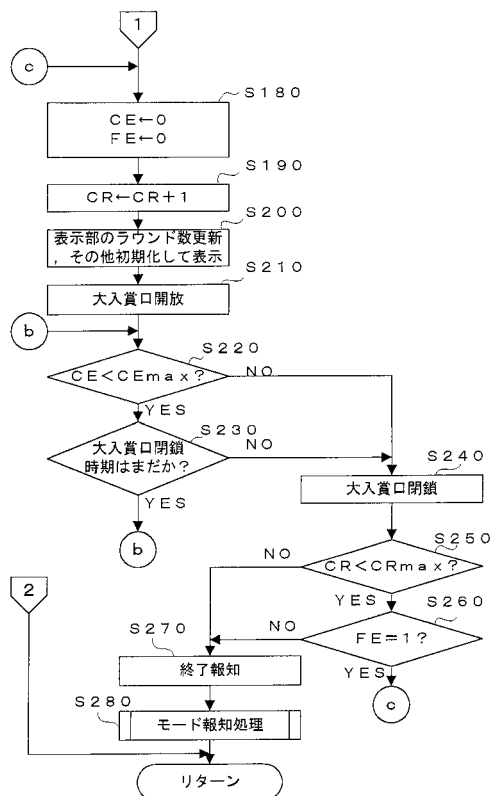 1
c
S180
CE←0
FE←0
S190
CR←CR+1
S200
表示部のラウンド数更新
，その他初期化して表示
S210
大入賞口開放
b
S220
CE<CEmax？
NO
YES
S230
大入賞口閉鎖
時期はまだか？
NO
YES
b
S240
大入賞口閉鎖
S250
CR<CRmax？
NO
YES
S260
FE=1？
NO
YES
c
2
S270
終了報知
S280
モード報知処理
リターン